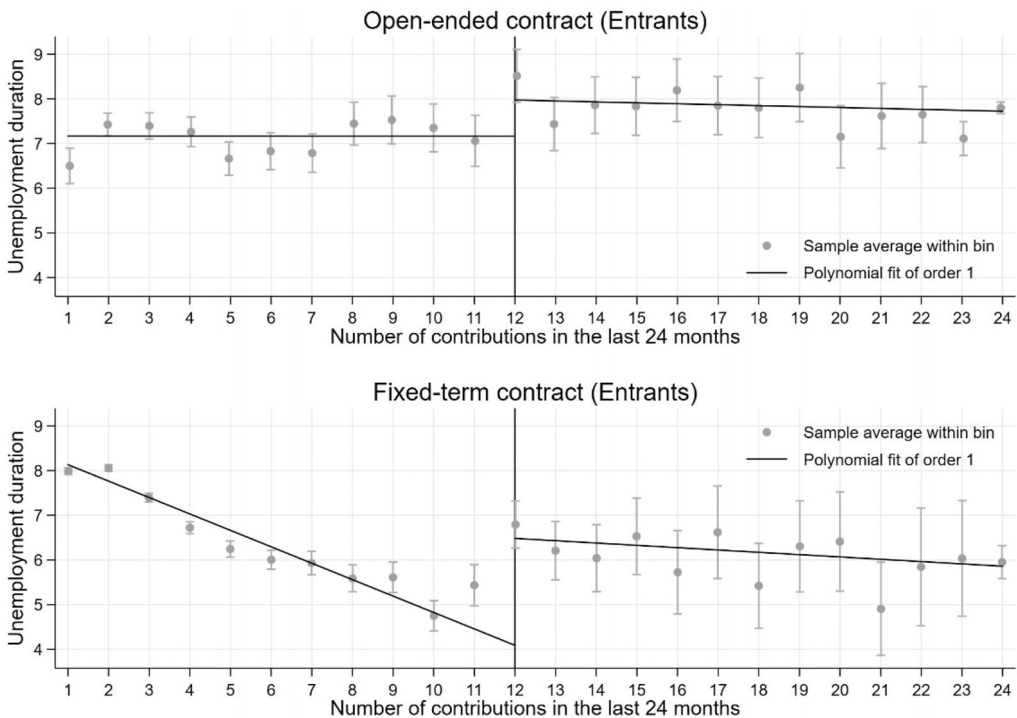 Open-ended contract (Entrants)
Unemployment duration
9
8
7
6
5
4
Sample average within bin
Polynomial fit of order 1
1 2 3 4 5 6 7 8 9 10 11 12 13 14 15 16 17 18 19 20 21 22 23 24
Number of contributions in the last 24 months
Fixed-term contract (Entrants)
Unemployment duration
9
8
7
6
5
4
Sample average within bin
Polynomial fit of order 1
1 2 3 4 5 6 7 8 9 10 11 12 13 14 15 16 17 18 19 20 21 22 23 24
Number of contributions in the last 24 months